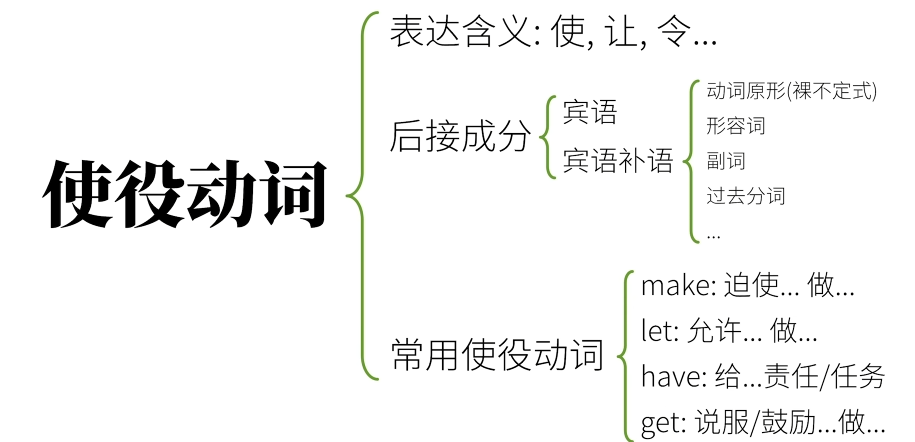 使役动词
表达含义: 使, 让, 令...
后接成分
宾语
宾语补语
动词原形(裸不定式)
形容词
副词
过去分词
...
常用使役动词
make: 迫使... 做...
let: 允许... 做...
have: 给...责任/任务
get: 说服/鼓励...做...